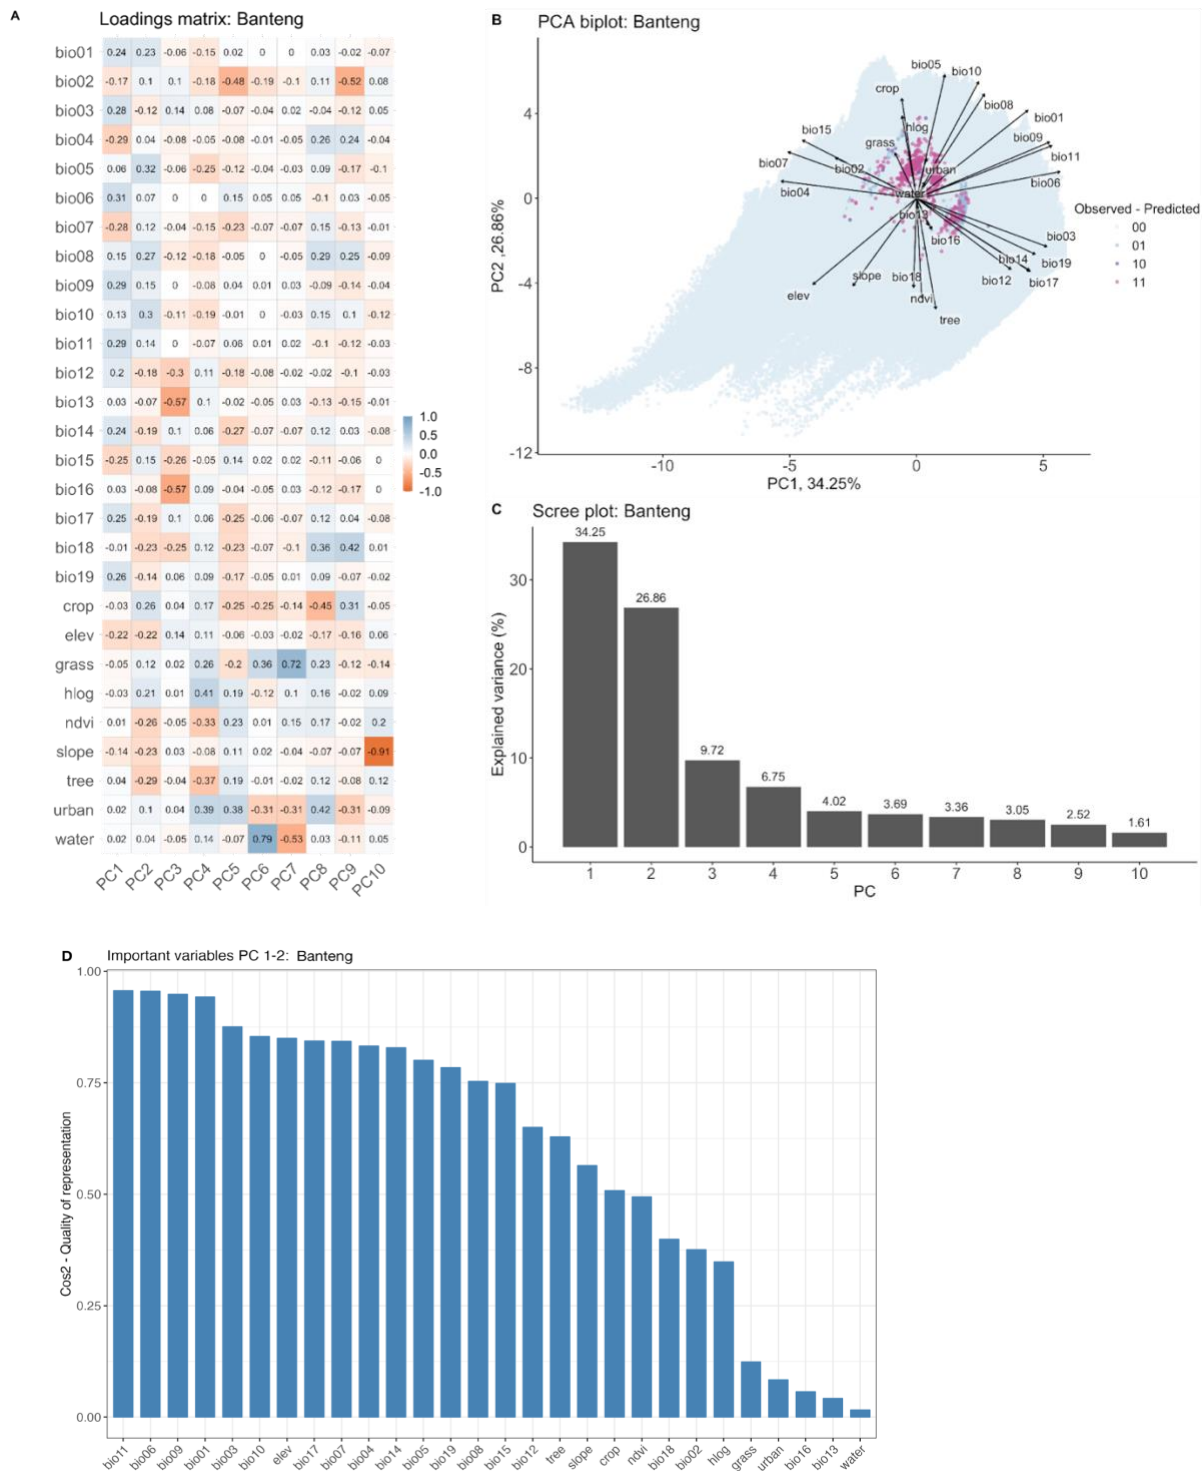 A
Loadings matrix: Banteng
bio01 0.24 0.23 -0.06 -0.15 0.02 0 0 0.03 -0.02 -0.07
bio02 -0.17 0.1 0.1 -0.18 -0.48 -0.19 -0.1 0.11 -0.52 0.08
bio03 0.28 -0.12 0.14 0.08 -0.07 -0.04 0.02 -0.04 -0.12 0.05
bio04 -0.29 0.04 -0.08 -0.05 -0.08 -0.01 -0.05 0.26 0.24 -0.04
bio05 0.06 0.32 -0.06 -0.25 -0.12 -0.04 -0.03 0.09 -0.17 -0.1
bio06 0.31 0.07 0 0 0.15 0.05 0.05 -0.1 0.03 -0.05
bio07 -0.28 0.12 -0.04 -0.15 -0.23 -0.07 -0.07 0.15 -0.13 -0.01
bio08 0.15 0.27 -0.12 -0.18 -0.05 0 -0.05 0.29 0.25 -0.09
bio09 0.29 0.15 0 -0.08 0.04 0.01 0.03 -0.09 -0.14 -0.04
bio10 0.13 0.3 -0.11 -0.19 -0.01 0 -0.03 0.15 0.1 -0.12
bio11 0.29 0.14 0 -0.07 0.06 0.01 0.02 -0.1 -0.12 -0.03
bio12 0.2 -0.18 -0.3 0.11 -0.18 -0.08 -0.02 -0.02 -0.1 -0.03
bio13 0.03 -0.07 -0.57 0.1 -0.02 -0.05 0.03 -0.13 -0.15 -0.01
bio14 0.24 -0.19 0.1 0.06 -0.27 -0.07 -0.07 0.12 0.03 -0.08
bio15 -0.25 0.15 -0.26 -0.05 0.14 0.02 0.02 -0.11 -0.06 0
bio16 0.03 -0.08 -0.57 0.09 -0.04 -0.05 0.03 -0.12 -0.17 0
bio17 0.25 -0.19 0.1 0.06 -0.25 -0.06 -0.07 0.12 0.04 -0.08
bio18 -0.01 -0.23 -0.25 0.12 -0.23 -0.07 -0.1 0.36 0.42 0.01
bio19 0.26 -0.14 0.06 0.09 -0.17 -0.05 0.01 0.09 -0.07 -0.02
crop -0.03 0.26 0.04 0.17 -0.25 -0.25 -0.14 -0.45 0.31 -0.05
elev -0.22 -0.22 0.14 0.11 -0.06 -0.03 -0.02 -0.17 -0.16 0.06
grass -0.05 0.12 0.02 0.26 -0.2 0.36 0.72 0.23 -0.12 -0.14
hlog -0.03 0.21 0.01 0.41 0.19 -0.12 0.1 0.16 -0.02 0.09
ndvi 0.01 -0.26 -0.05 -0.33 0.23 0.01 0.15 0.17 -0.02 0.2
slope -0.14 -0.23 0.03 -0.08 0.11 0.02 -0.04 -0.07 -0.07 -0.91
tree 0.04 -0.29 -0.04 -0.37 0.19 -0.01 -0.02 0.12 -0.08 0.12
urban 0.02 0.1 0.04 0.39 0.38 -0.31 -0.31 0.42 -0.31 -0.09
water 0.02 0.04 -0.05 0.14 -0.07 0.79 -0.53 0.03 -0.11 0.05
PC1 PC2 PC3 PC4 PC5 PC6 PC7 PC8 PC9 PC10
1.0
0.5
0.0
-0.5
-1.0
B
PCA biplot: Banteng
PC2 ,26.86%
4
0
-4
-8
-12
bio05
bio10
crop
bio08
bio01
bio15
hlog
bio09
grass
bio11
bio07
bio02
urban
bio06
bio04
water
bio13
bio03
bio16
bio14
bio19
slope
bio18
bio12
bio17
elev
ndvi
tree
-10 -5 0 5
PC1, 34.25%
Observed - Predicted
00
01
10
11
C
Scree plot: Banteng
Explained variance (%)
30
20
10
0
34.25
26.86
9.72
6.75
4.02
3.69
3.36
3.05
2.52
1.61
1 2 3 4 5 6 7 8 9 10
PC
D
Important variables PC 1-2: Banteng
Cos2 - Quality of representation
1.00
0.75
0.50
0.25
0.00
bio11 bio06 bio09 bio01 bio03 bio10 elev bio17 bio07 bio04 bio14 bio05 bio19 bio08 bio15 bio12 tree slope crop ndvi bio18 bio02 hlog grass urban bio16 bio13 water